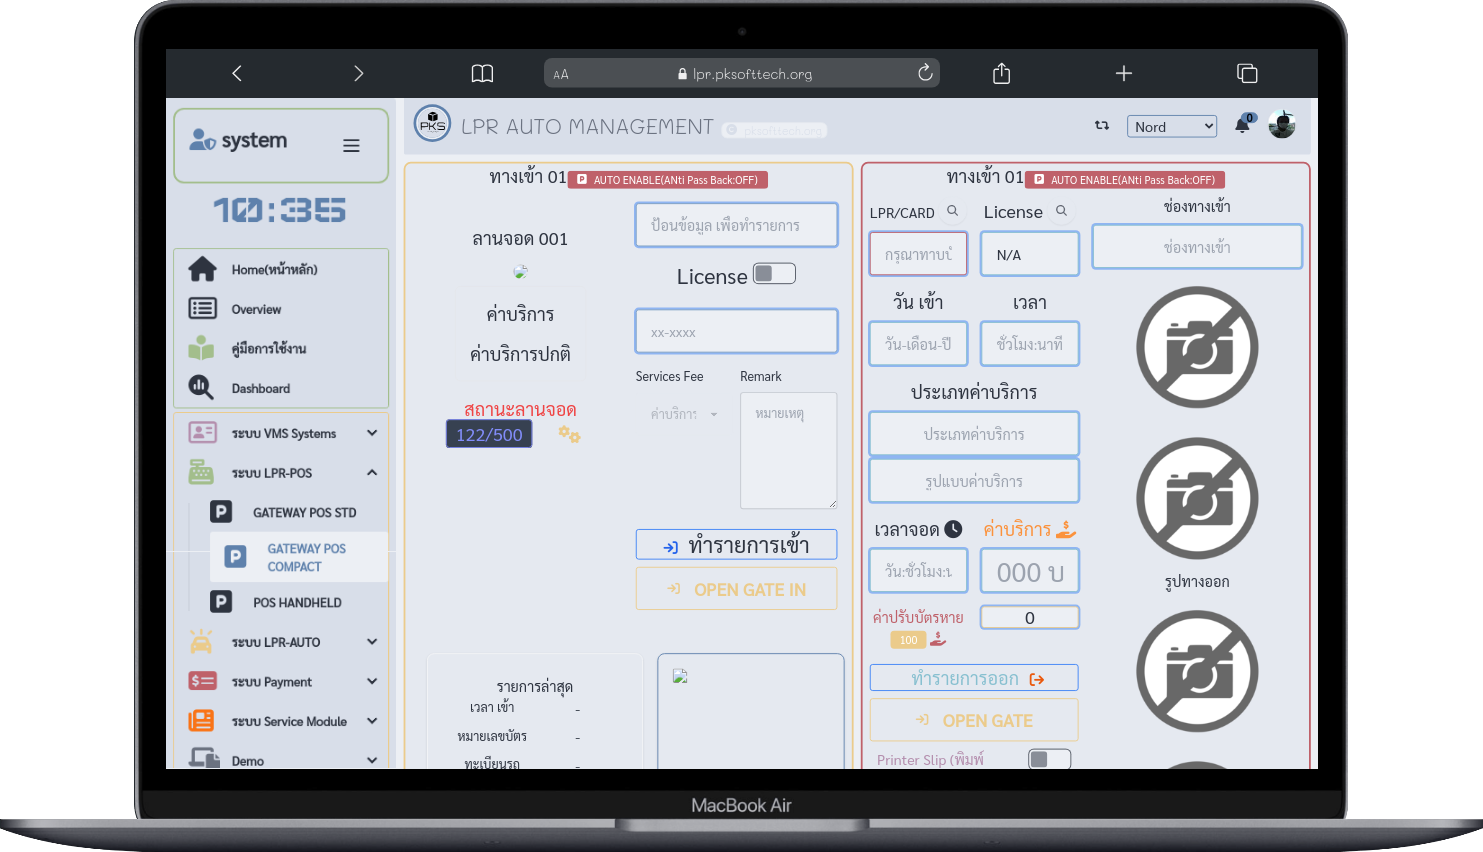 AA
lpr.pksofttech.org
system
10:35
Home(หน้าหลัก)
Overview
คู่มือการใช้งาน
Dashboard
ระบบ VMS Systems
ระบบ LPR-POS
GATEWAY POS STD
GATEWAY POS
COMPACT
POS HANDHELD
ระบบ LPR-AUTO
ระบบ Payment
ระบบ Service Module
Demo
PKS
LPR AUTO MANAGEMENT
pksofttech.org
Nord
0
ทางเข้า 01
AUTO ENABLE(ANti Pass Back:OFF)
ลานจอด 001
ค่าบริการ
ค่าบริการปกติ
สถานะลานจอด
122/500
ป้อนข้อมูล เพื่อทำรายการ
License
xx-xxxx
Services Fee
Remark
ค่าบริการ
หมายเหตุ
ทำรายการเข้า
OPEN GATE IN
รายการล่าสุด
เวลา เข้า -
หมายเลขบัตร -
ทะเบียนรถ -
ทางเข้า 01
AUTO ENABLE(ANti Pass Back:OFF)
LPR/CARD
License
ช่องทางเข้า
กรุณาทาบบั
N/A
ช่องทางเข้า
วัน เข้า
เวลา
วัน-เดือน-ปี
ชั่วโมง:นาที
ประเภทค่าบริการ
ประเภทค่าบริการ
รูปแบบค่าบริการ
เวลาจอด
ค่าบริการ
วัน:ชั่วโมง:น
000 บ
รูปทางออก
ค่าปรับบัตรหาย
0
100
ทำรายการออก
OPEN GATE
Printer Slip (พิมพ์
MacBook Air